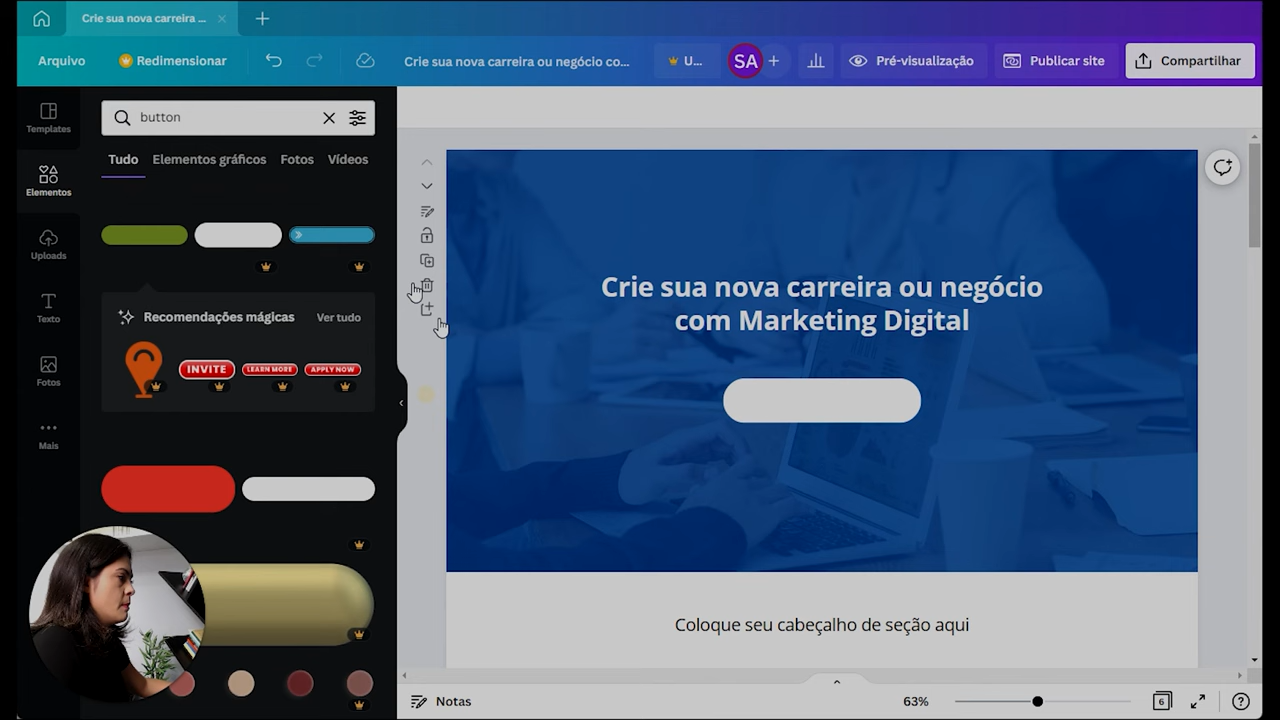 Crie sua nova carreira ...
Arquivo
Redimensionar
Crie sua nova carreira ou negócio co...
U...
SA
Pré-visualização
Publicar site
Compartilhar
Templates
Elementos
Uploads
Texto
Fotos
Mais
button
Tudo
Elementos gráficos
Fotos
Vídeos
Recomendações mágicas
Ver tudo
INVITE
LEARN MORE
APPLY NOW
Crie sua nova carreira ou negócio
com Marketing Digital
Coloque seu cabeçalho de seção aqui
Notas
63%
6